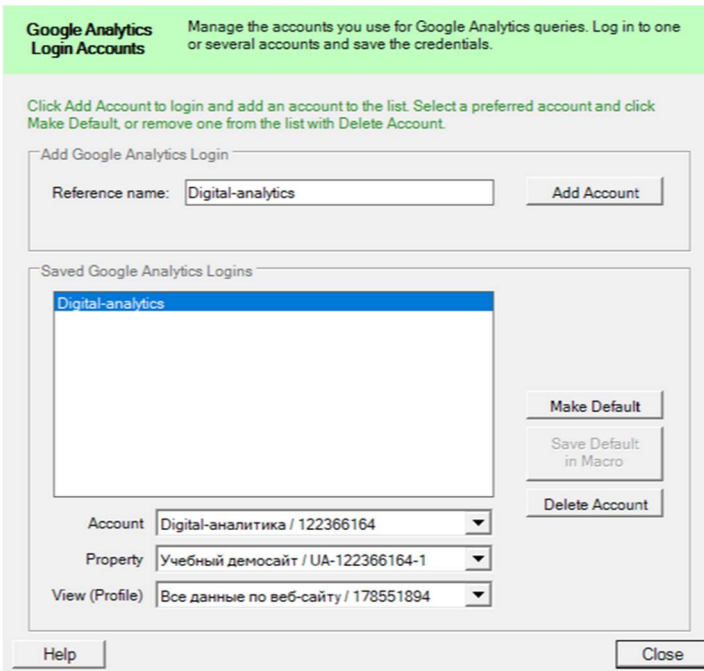 Google Analytics
Login Accounts
Manage the accounts you use for Google Analytics queries. Log in to one
or several accounts and save the credentials.
Click Add Account to login and add an account to the list. Select a preferred account and click
Make Default, or remove one from the list with Delete Account.
Add Google Analytics Login
Reference name: Digital-analytics Add Account
Saved Google Analytics Logins
Digital-analytics
Make Default
Save Default
in Macro
Delete Account
Account Digital-аналитика / 122366164
Property Учебный демосайт / UA-122366164-1
View (Profile) Все данные по веб-сайту / 178551894
Help Close